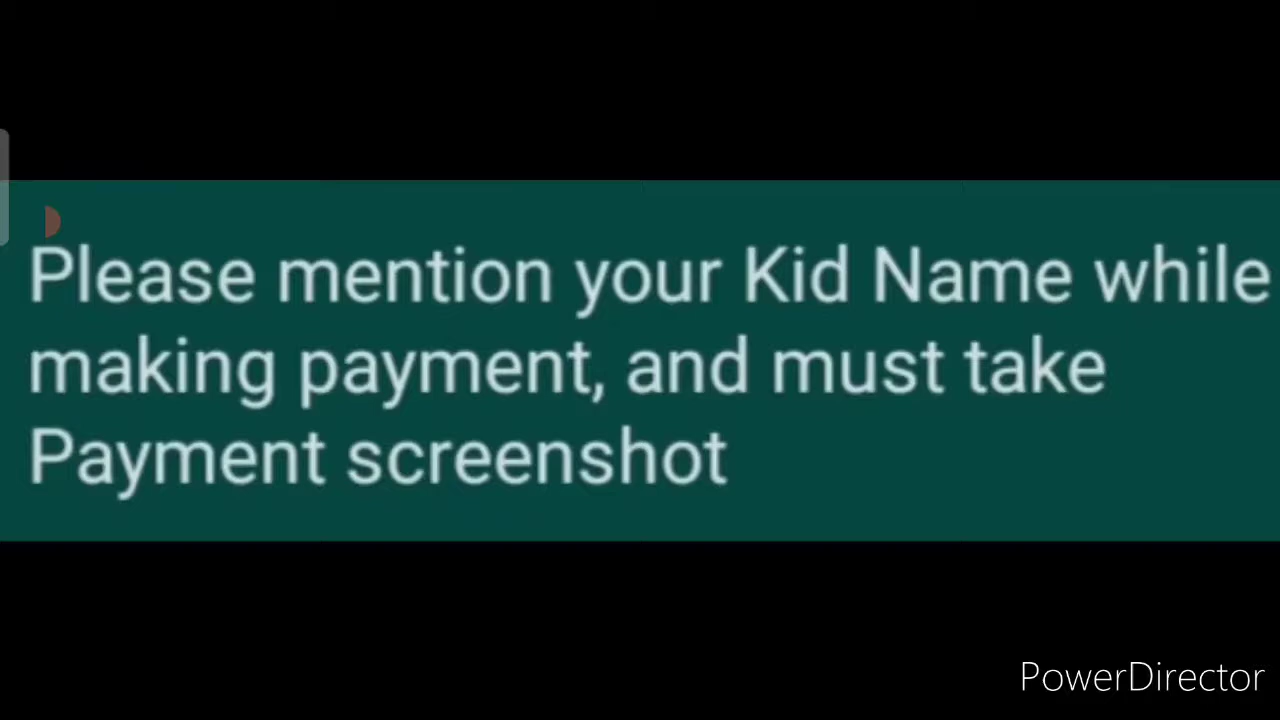 Please mention your Kid Name while
making payment, and must take
Payment screenshot
PowerDirector